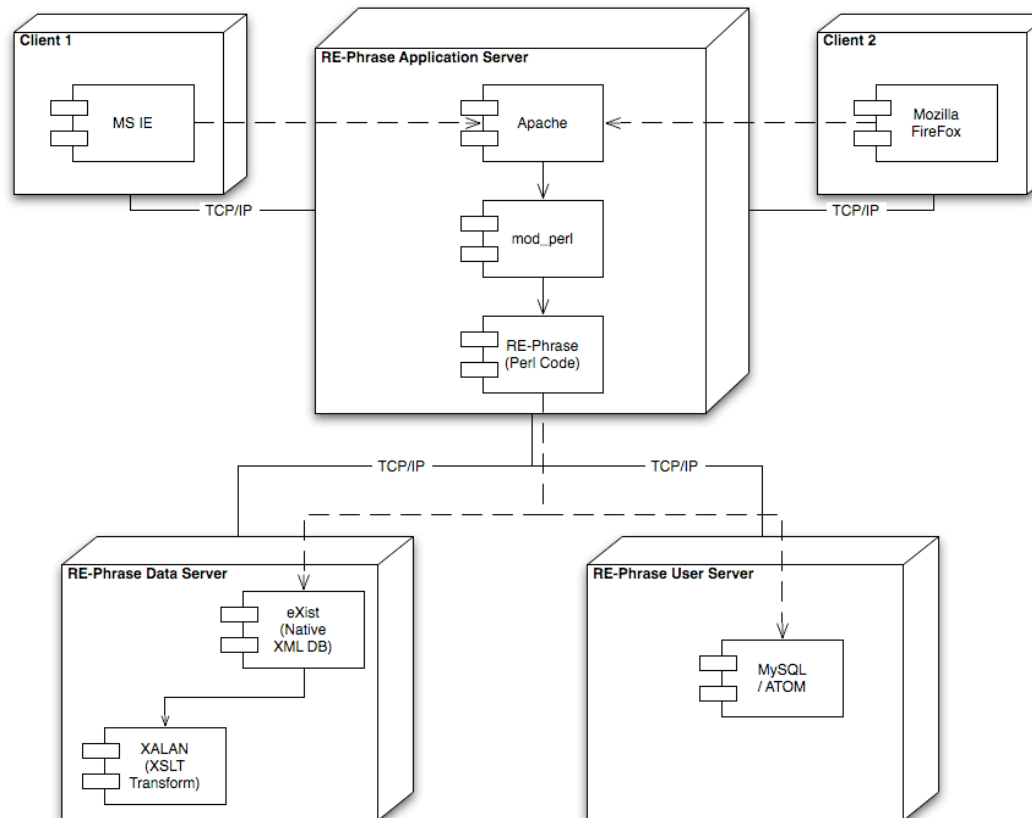 Client 1
RE-Phrase Application Server
Client 2
MS IE
Apache
Mozilla
FireFox
TCP/IP
TCP/IP
mod_perl
RE-Phrase
(Perl Code)
TCP/IP
TCP/IP
RE-Phrase Data Server
RE-Phrase User Server
eXist
(Native
XML DB)
MySQL
/ ATOM
XALAN
(XSLT
Transform)